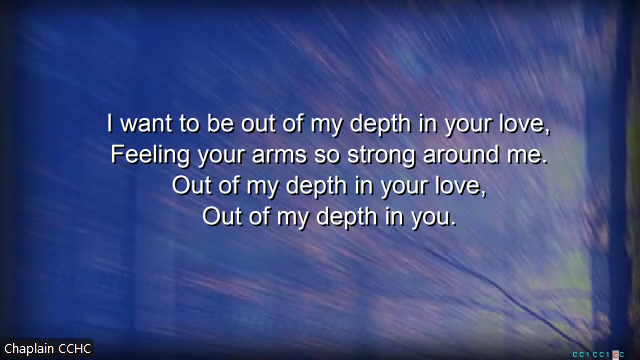 I want to be out of my depth in your love,
Feeling your arms so strong around me.
Out of my depth in your love,
Out of my depth in you.
Chaplain CCHC
CC1CC1CC